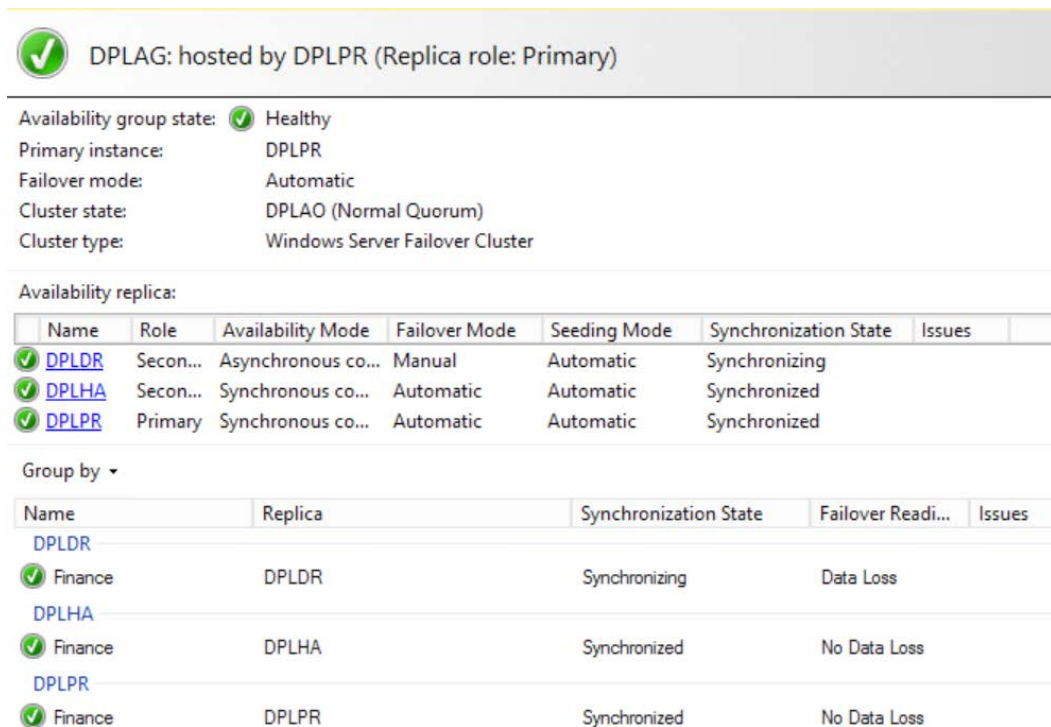 DPLAG: hosted by DPLPR (Replica role: Primary)
Availability group state: Healthy
Primary instance: DPLPR
Failover mode: Automatic
Cluster state: DPLAO (Normal Quorum)
Cluster type: Windows Server Failover Cluster
Availability replica:
Name Role Availability Mode Failover Mode Seeding Mode Synchronization State Issues
DPLDR Secon... Asynchronous co... Manual Automatic Synchronizing
DPLHA Secon... Synchronous co... Automatic Automatic Synchronized
DPLPR Primary Synchronous co... Automatic Automatic Synchronized
Group by
Name Replica Synchronization State Failover Readi... Issues
DPLDR
Finance DPLDR Synchronizing Data Loss
DPLHA
Finance DPLHA Synchronized No Data Loss
DPLPR
Finance DPLPR Synchronized No Data Loss